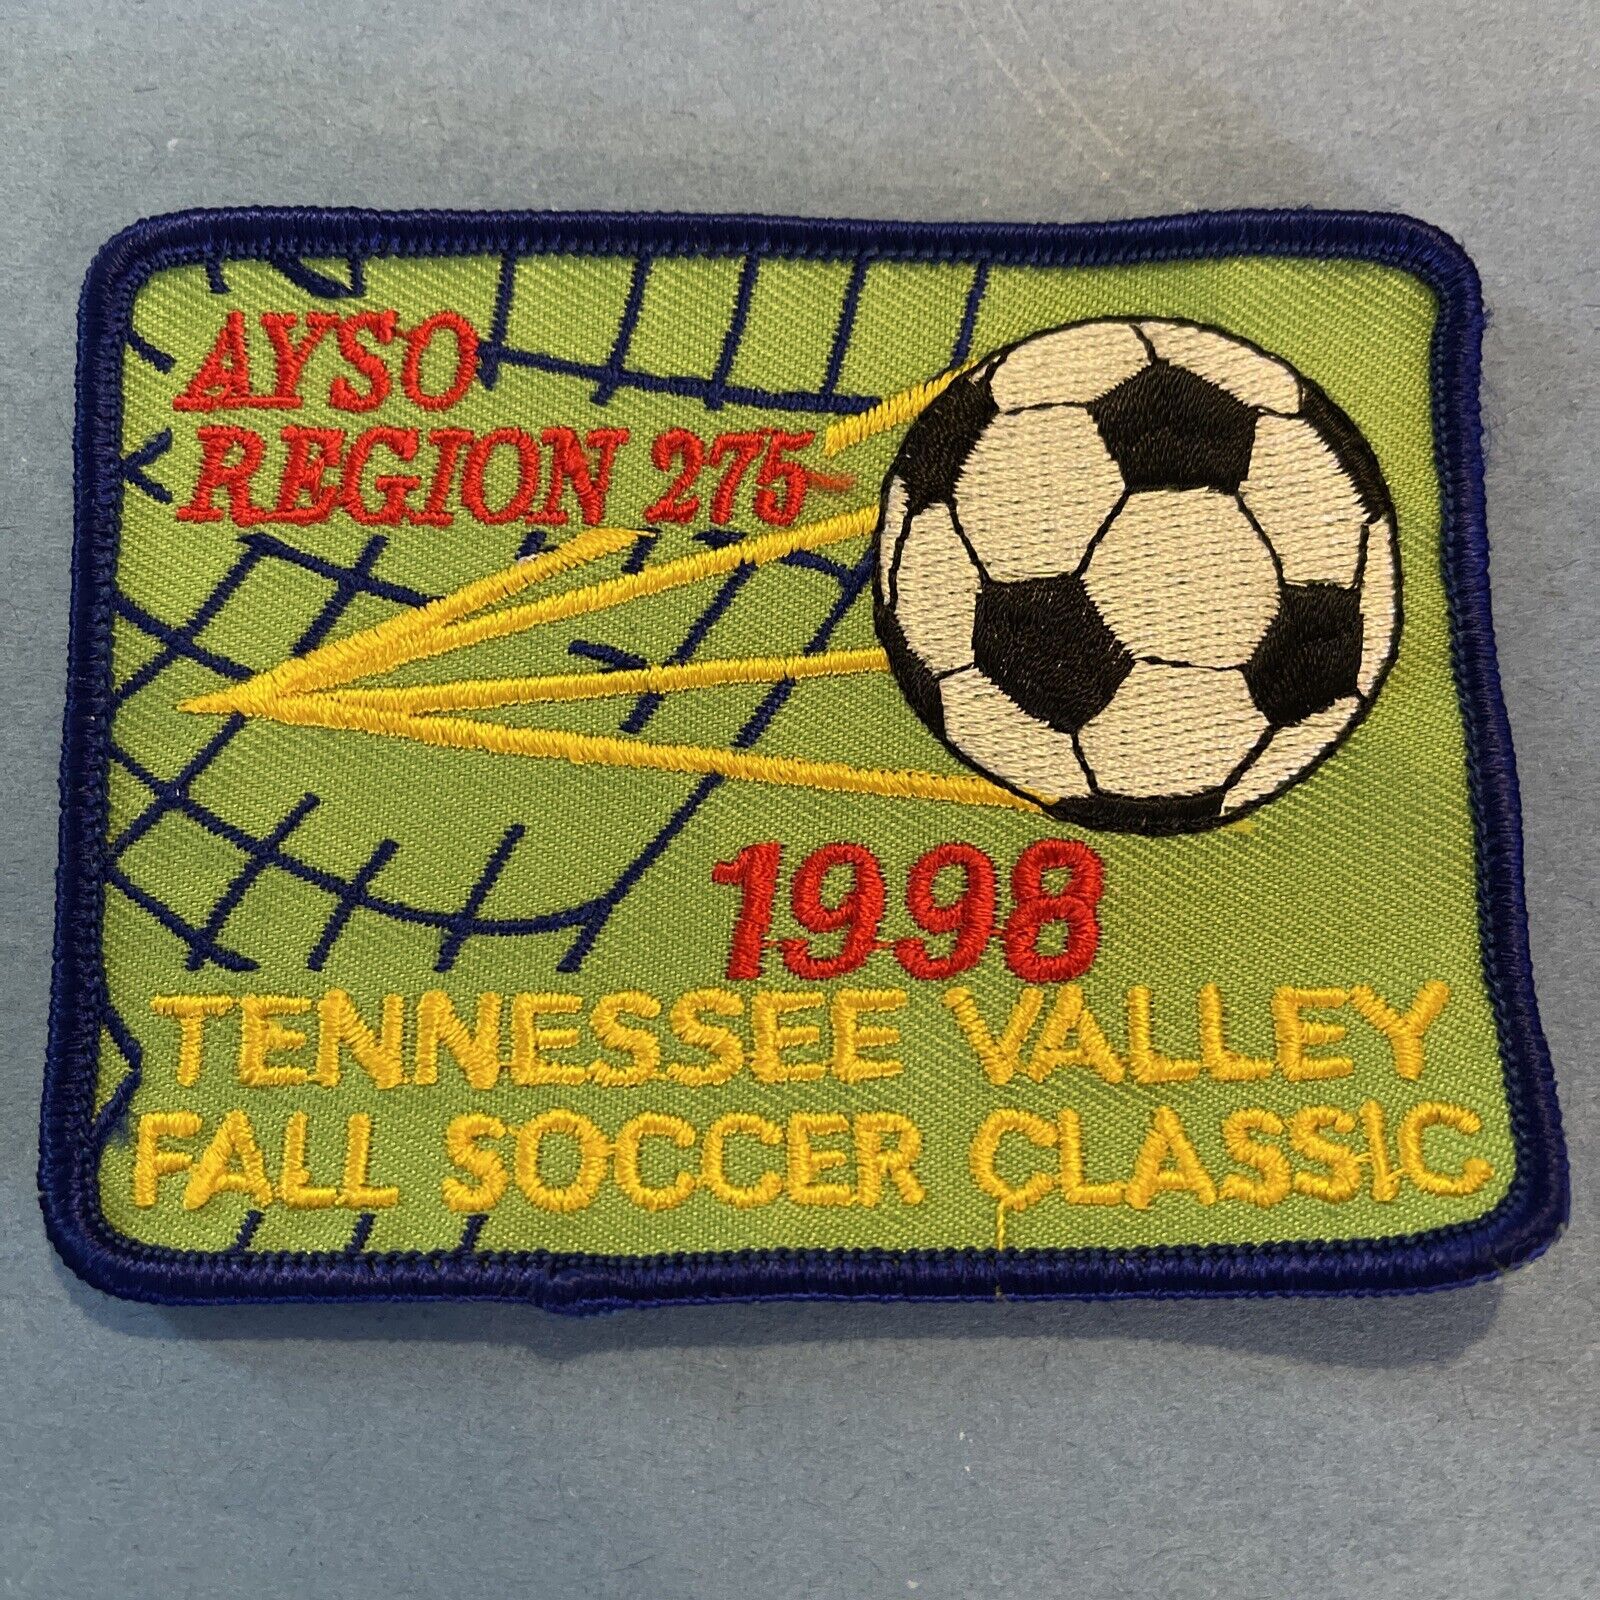 AYSO
REGION 275
1998
TENNESSEE VALLEY
FALL SOCCER CLASSIC